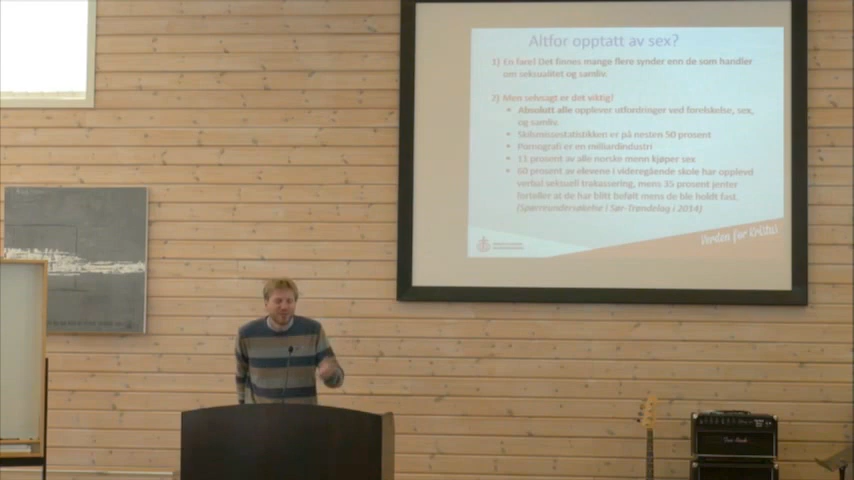 Altfor opptatt av sex?
1) En fare! Det finnes mange flere synder enn de som handler
om seksualitet og samliv.
2) Men selvsagt er det viktig!
Absolutt alle opplever utfordringer ved forelskelse, sex,
og samliv.
Skilsmisstatistikken er på nesten 50 prosent
Pornografi er en milliardindustri
13 prosent av alle norske menn kjøper sex
60 prosent av elevene i videregående skole har opplevd
verbal seksuell trakassering, mens 35 prosent jenter
forteller at de har blitt befølt mens de ble holdt fast.
(Spørreundersøkelse i Sør-Trøndelag i 2014)
Verden for Kristus